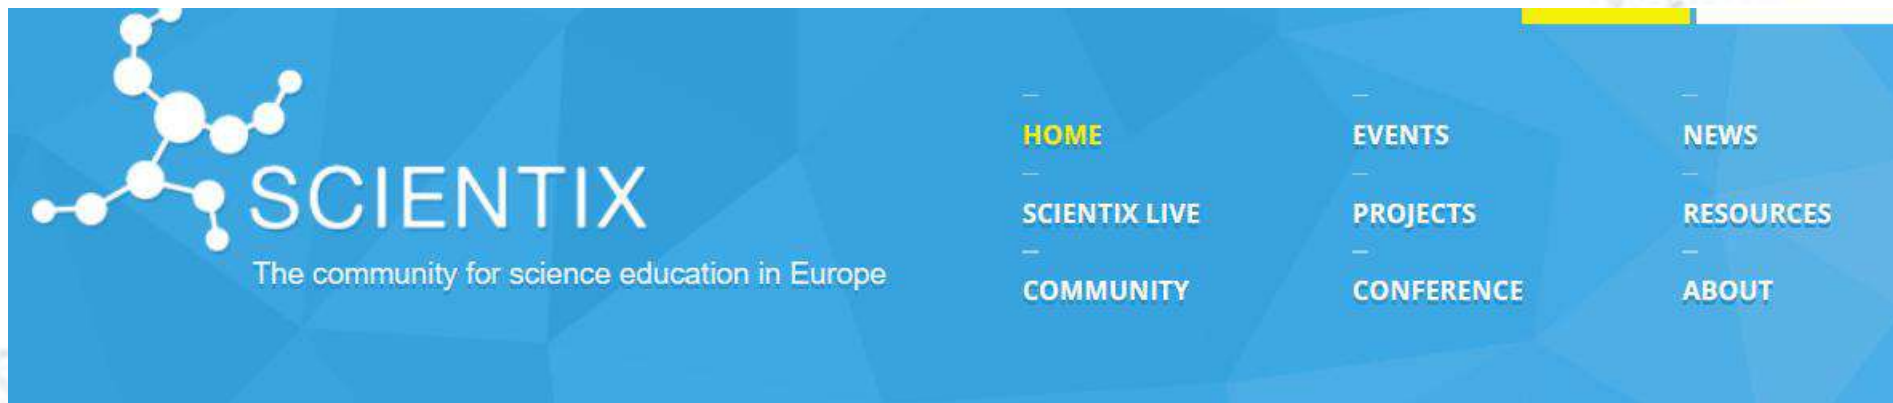 SCIENTIX
The community for science education in Europe
HOME
EVENTS
NEWS
SCIENTIX LIVE
PROJECTS
RESOURCES
COMMUNITY
CONFERENCE
ABOUT